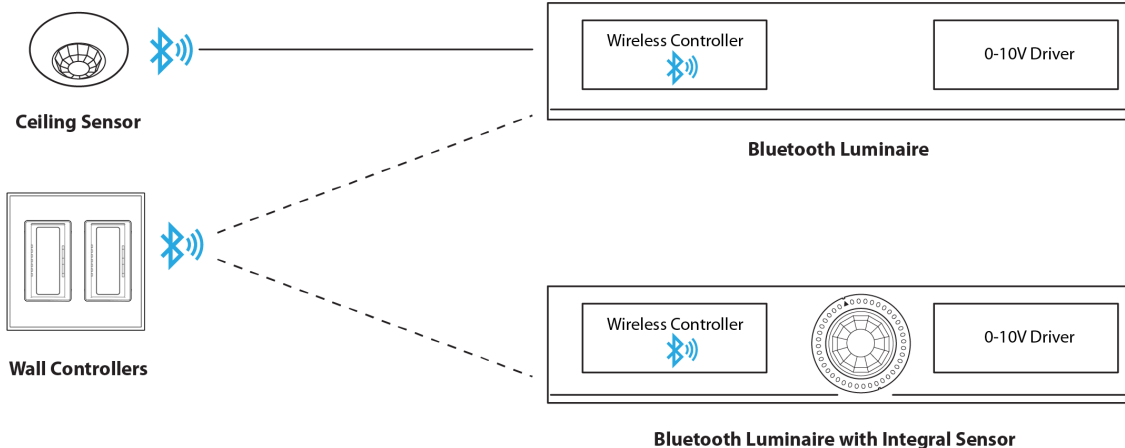 Wireless Controller
0-10V Driver
Ceiling Sensor
Bluetooth Luminaire
Wireless Controller
0-10V Driver
Wall Controllers
Bluetooth Luminaire with Integral Sensor